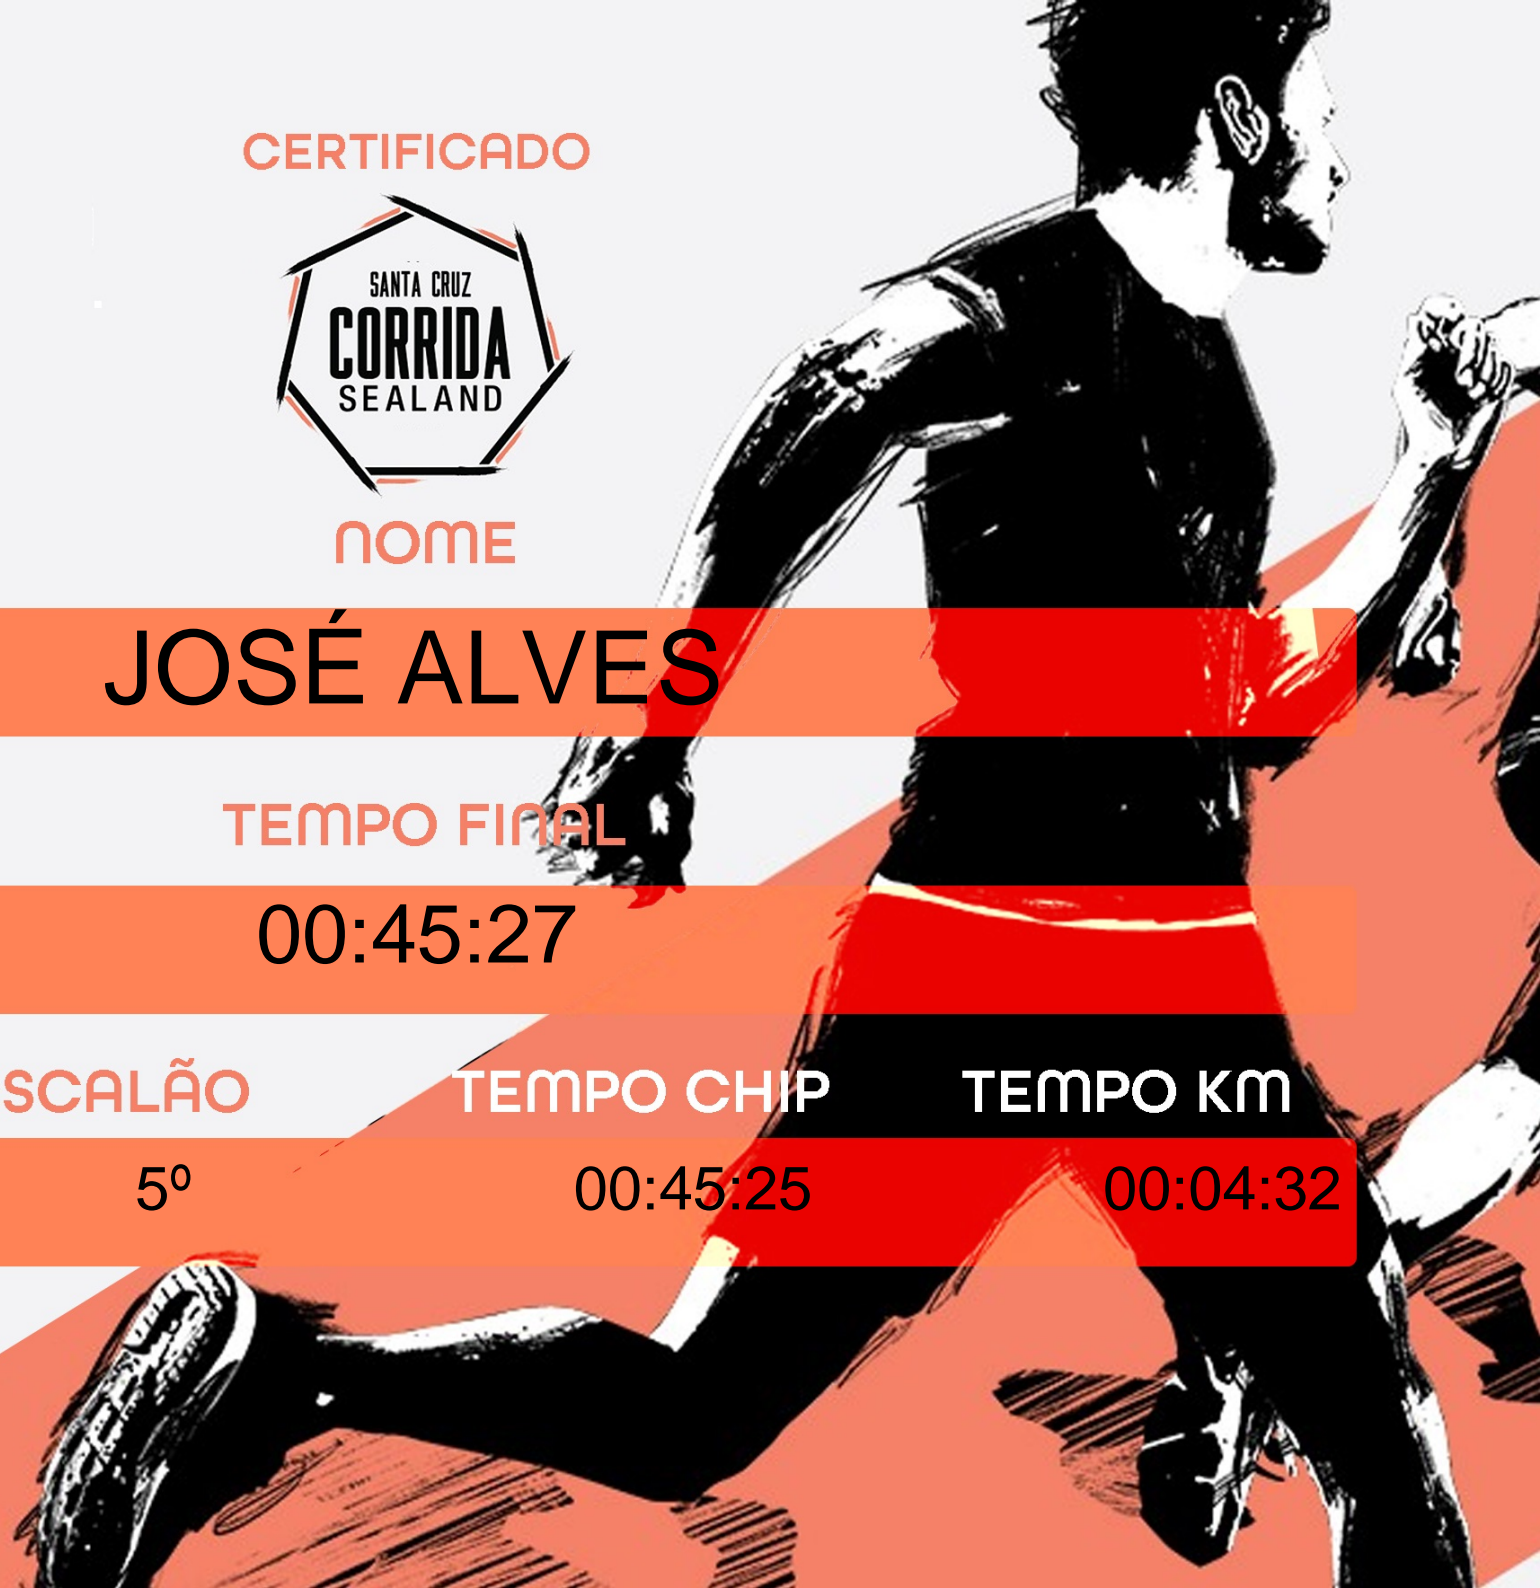 CERTIFICADO
SANTA CRUZ
CORRIDA
SEALAND
NOME
JOSÉ ALVES
TEMPO FINAL
00:45:27
SCALÃO TEMPO CHIP TEMPO KM
5º 00:45:25 00:04:32